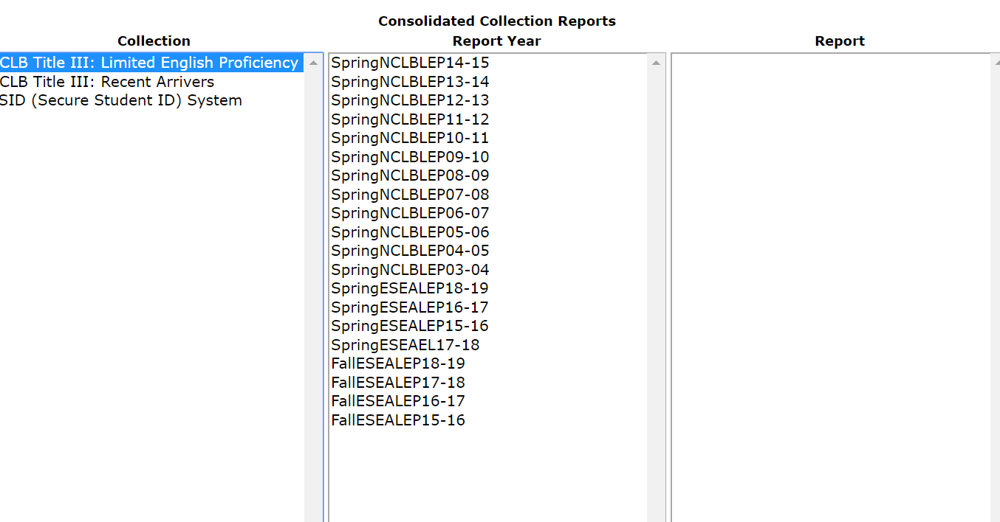 Consolidated Collection Reports
Collection Report Year Report
CLB Title III: Limited English Proficiency
CLB Title III: Recent Arrivers
SID (Secure Student ID) System
SpringNCLBLEP14-15
SpringNCLBLEP13-14
SpringNCLBLEP12-13
SpringNCLBLEP11-12
SpringNCLBLEP10-11
SpringNCLBLEP09-10
SpringNCLBLEP08-09
SpringNCLBLEP07-08
SpringNCLBLEP06-07
SpringNCLBLEP05-06
SpringNCLBLEP04-05
SpringNCLBLEP03-04
SpringESEALEP18-19
SpringESEALEP16-17
SpringESEALEP15-16
SpringESEAEL17-18
FallESEALEP18-19
FallESEALEP17-18
FallESEALEP16-17
FallESEALEP15-16